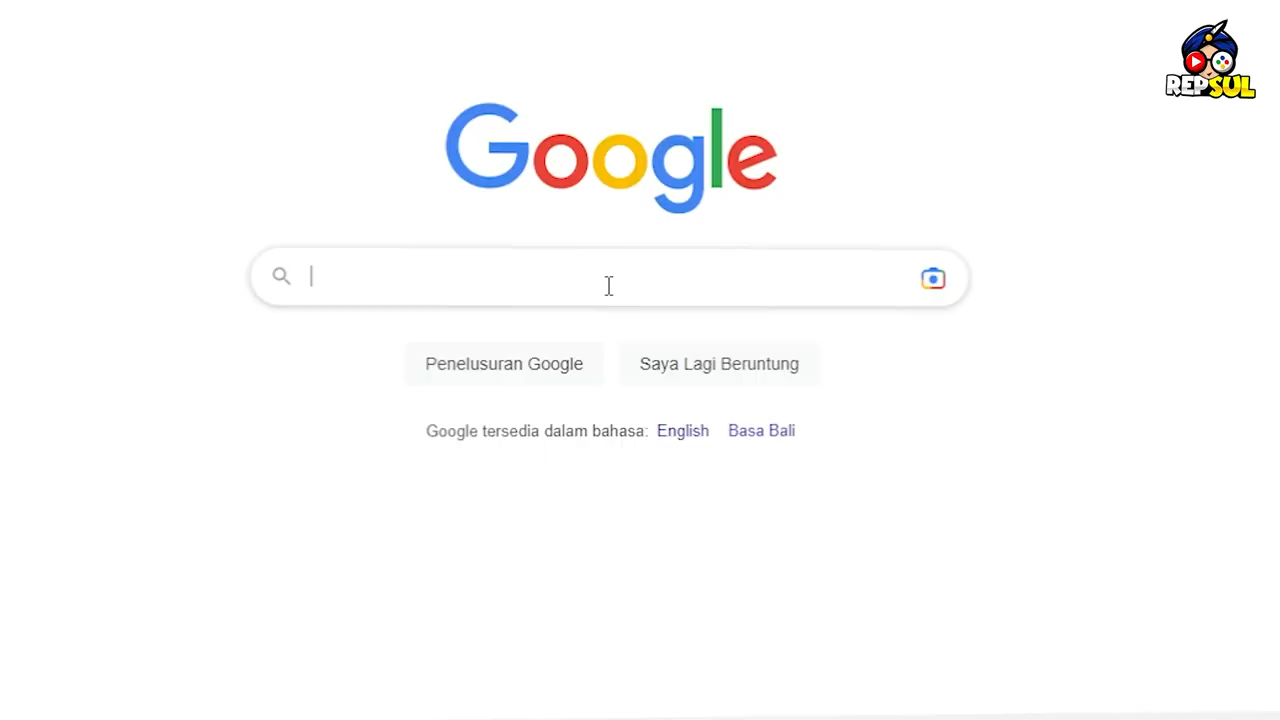 REPSUL
Google
Penelusuran Google
Saya Lagi Beruntung
Google tersedia dalam bahasa: English Basa Bali